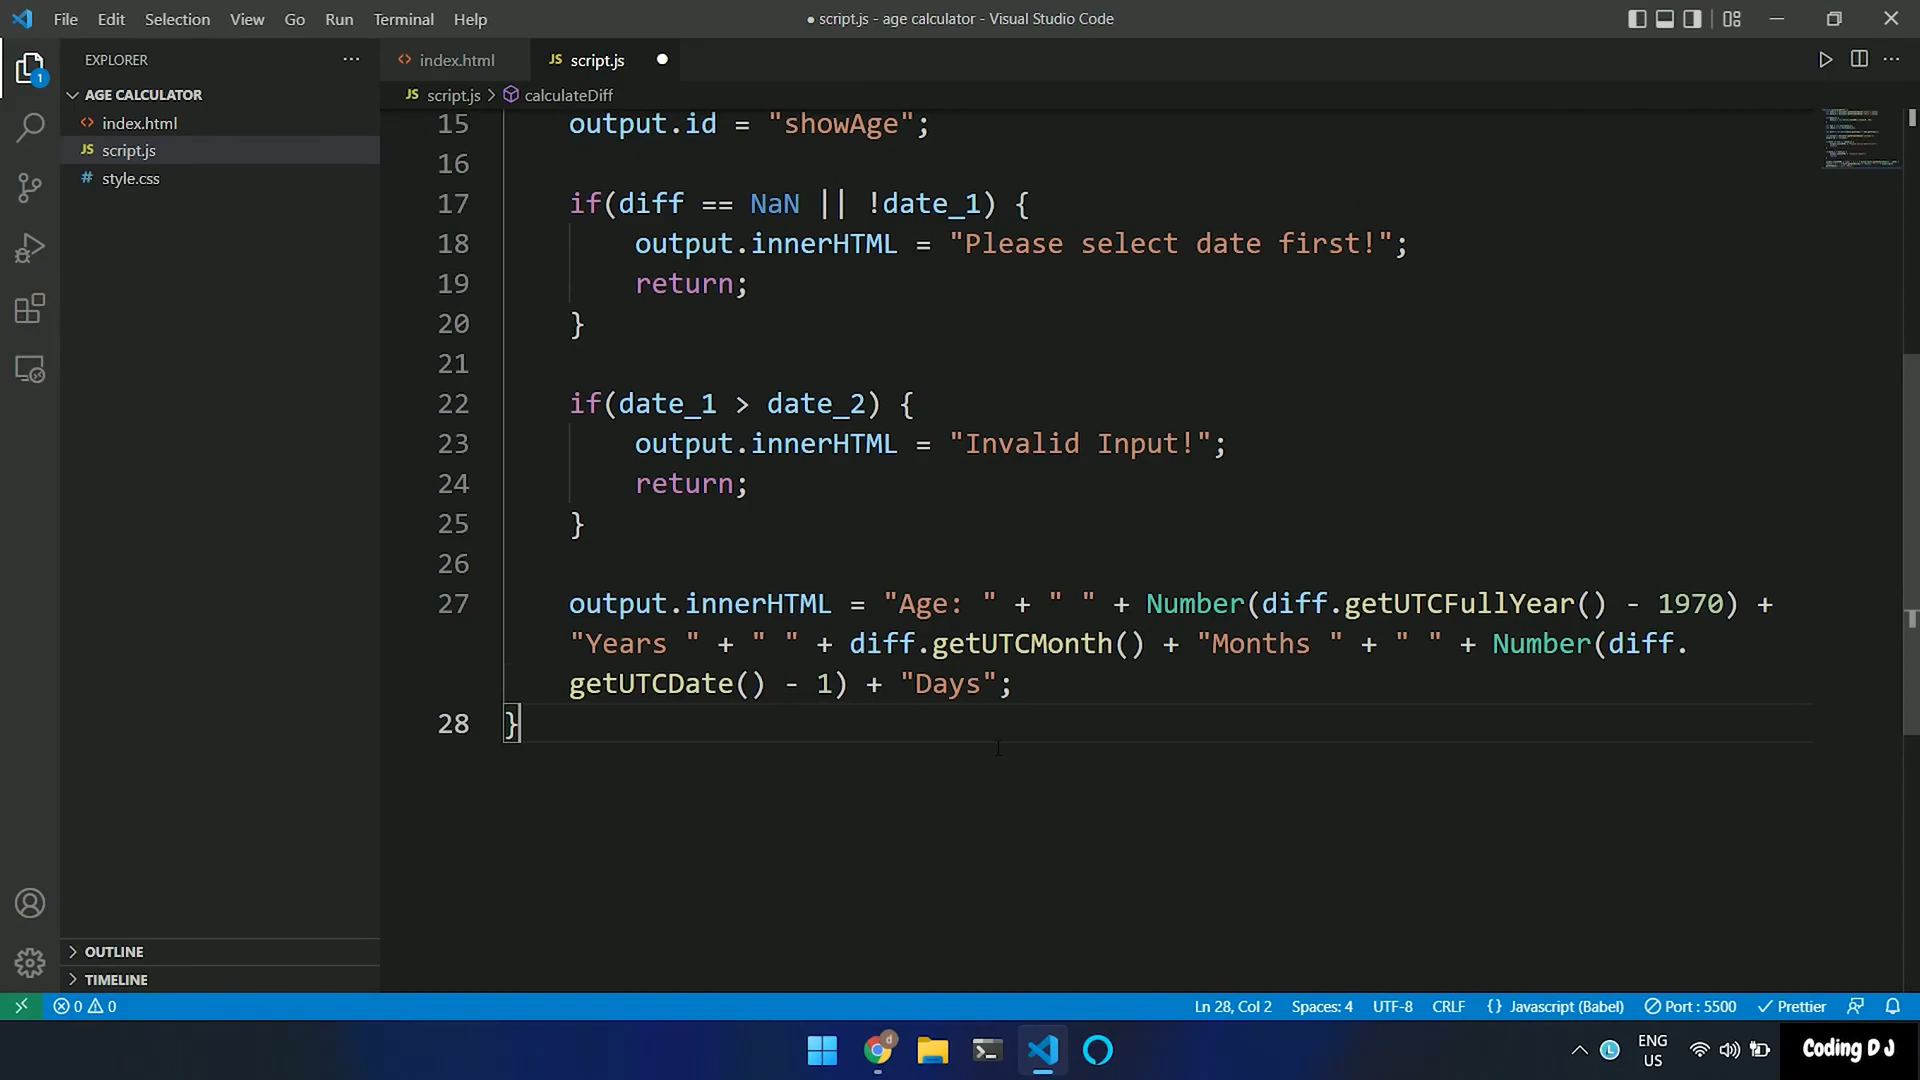 File Edit Selection View Go Run Terminal Help
● script.js - age calculator - Visual Studio Code
EXPLORER
1
AGE CALCULATOR
index.html
JS script.js
# style.css
OUTLINE
TIMELINE
index.html
JS script.js
JS script.js > calculateDiff
15 output.id = "showAge";
16
17 if(diff == NaN || !date_1) {
18 output.innerHTML = "Please select date first!";
19 return;
20 }
21
22 if(date_1 > date_2) {
23 output.innerHTML = "Invalid Input!";
24 return;
25 }
26
27 output.innerHTML = "Age: " + " " + Number(diff.getUTCFullYear() - 1970) +
"Years " + " " + diff.getUTCMonth() + "Months " + " " + Number(diff.
getUTCDate() - 1) + "Days";
28 }
0 0 Ln 28, Col 2 Spaces: 4 UTF-8 CRLF {} Javascript (Babel) Port : 5500 Prettier
ENG
US
Coding DJ